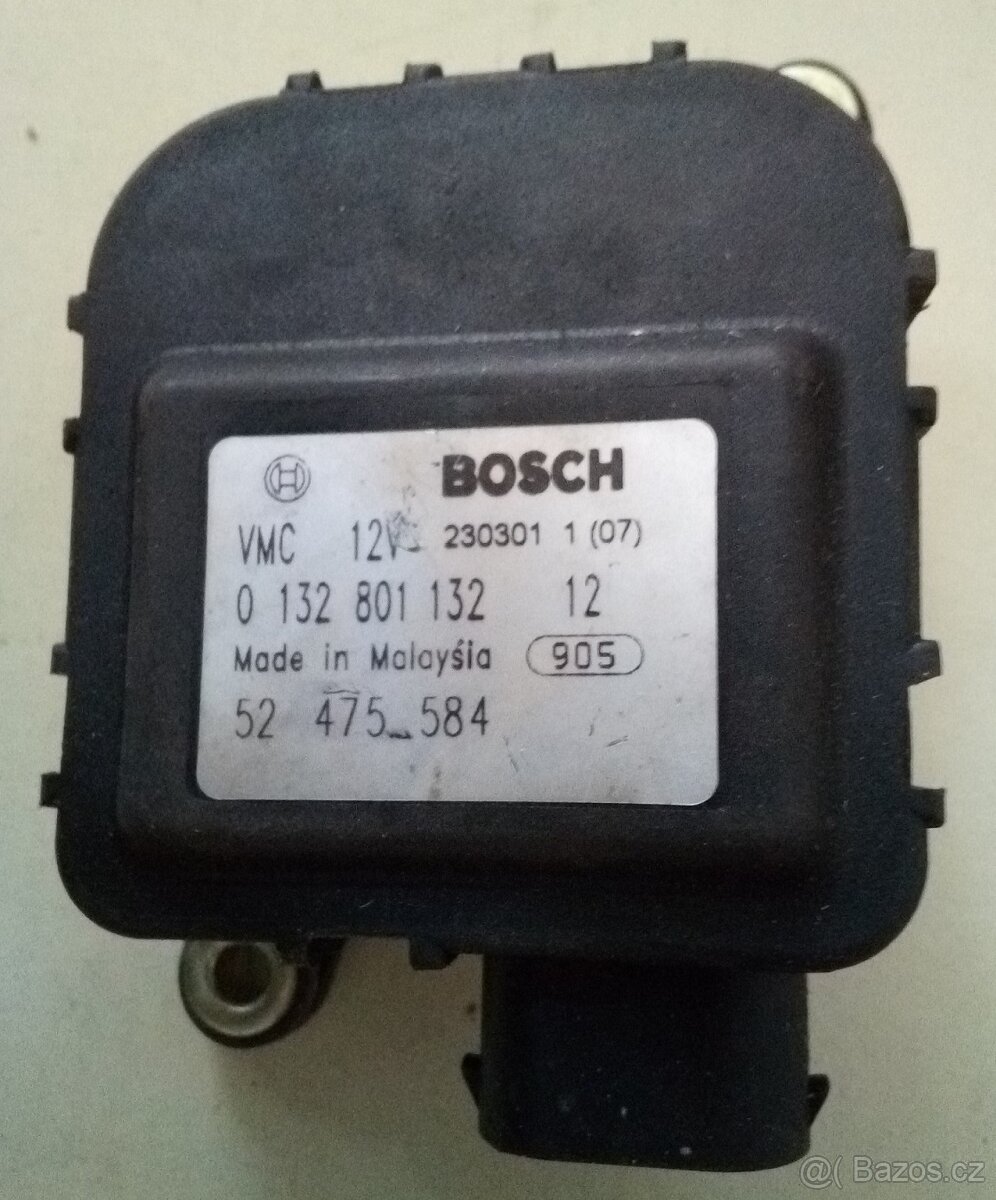 BOSCH
VMC 12V 230301 1 (07)
0 132 801 132 12
Made in Malaysia 905
52 475 584
@( Bazos.cz